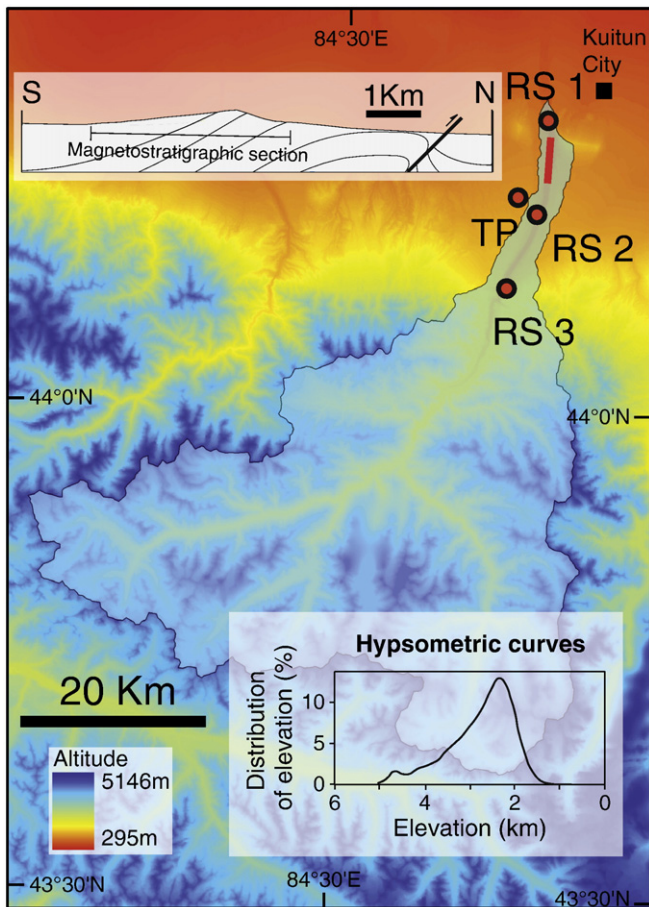 84°30'E
Kuitun
City
RS 1
S
1Km
N
Magnetostratigraphic section
TP
RS 2
RS 3
44°0'N
44°0'N
Hypsometric curves
20 Km
Distribution
of elevation (%)
10
5
0
6
4
2
0
Elevation (km)
Altitude
5146m
295m
43°30'N
84°30'E
43°30'N